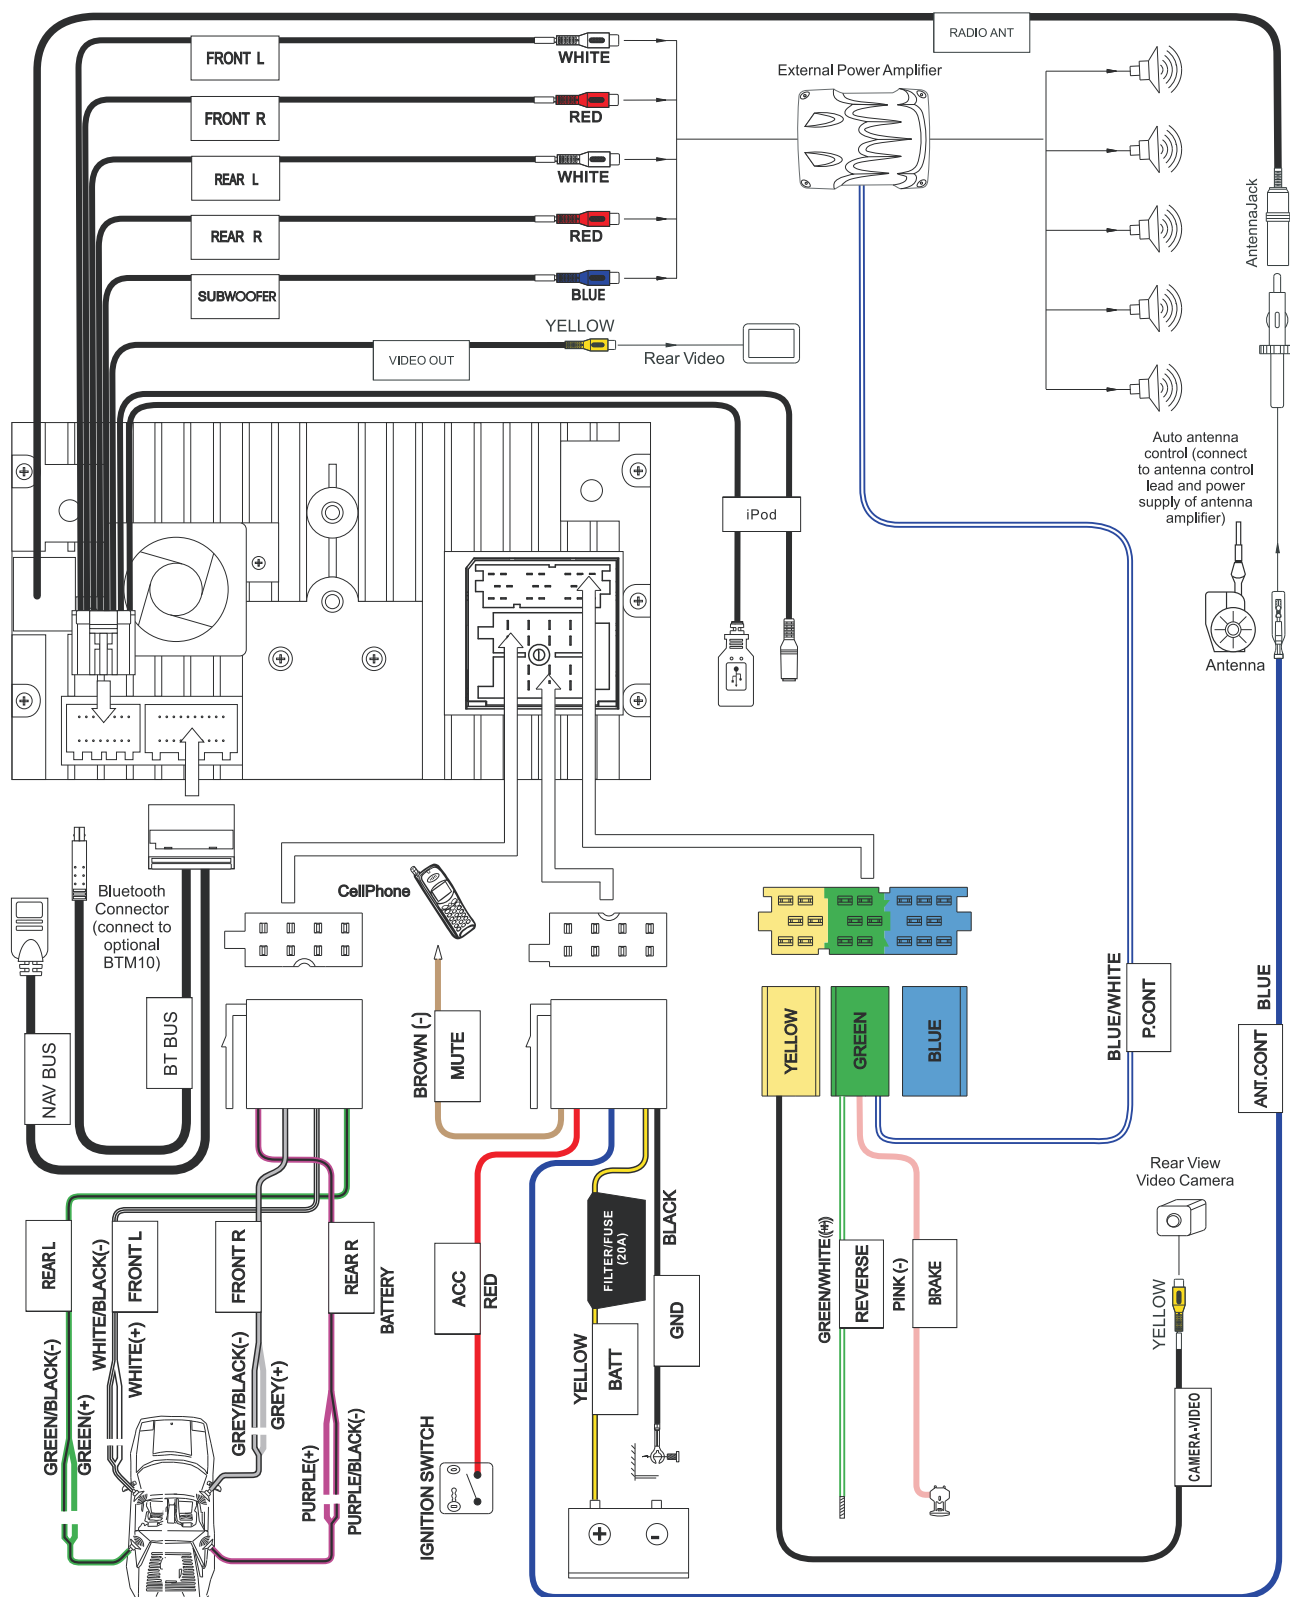 RADIO ANT
FRONT L
WHITE
External Power Amplifier
FRONT R
RED
REAR L
WHITE
AntennaJack
REAR R
RED
SUBWOOFER
BLUE
YELLOW
VIDEO OUT
Rear Video
Auto antenna
control (connect
to antenna control
lead and power
supply of antenna
amplifier)
iPod
Antenna
CellPhone
Bluetooth
Connector
(connect to
optional
BTM10)
NAV BUS
BT BUS
BROWN (-)
MUTE
YELLOW
GREEN
BLUE
BLUE/WHITE
P.CONT
BLUE
ANT.CONT
Rear View
Video Camera
REAR L
WHITE/BLACK(-)
FRONT L
FRONT R
REAR R
BATTERY
ACC
RED
FILTER/FUSE
(20A)
BLACK
GND
GREEN/WHITE(+)
REVERSE
PINK (-)
BRAKE
YELLOW
GREEN/BLACK(-)
GREEN(+)
WHITE(+)
GREY/BLACK(-)
GREY(+)
PURPLE(+)
PURPLE/BLACK(-)
YELLOW
BATT
CAMERA-VIDEO
IGNITION SWITCH
+
-